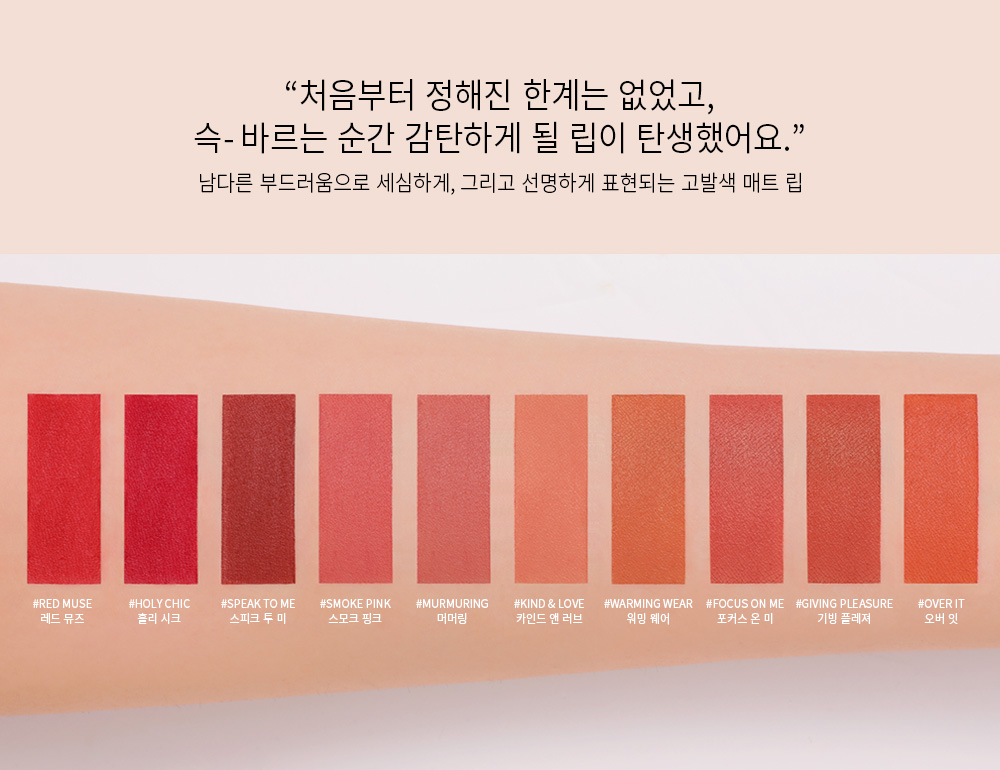 “처음부터 정해진 한계는 없었고,
슥- 바르는 순간 감탄하게 될 립이 탄생했어요.”
남다른 부드러움으로 세심하게, 그리고 선명하게 표현되는 고발색 매트 립
#RED MUSE
레드 뮤즈
#HOLY CHIC
홀리 시크
#SPEAK TO ME
스피크 투 미
#SMOKE PINK
스모크 핑크
#MURMURING
머머링
#KIND & LOVE
카인드 앤 러브
#WARMING WEAR
워밍 웨어
#FOCUS ON ME
포커스 온 미
#GIVING PLEASURE
기빙 플레져
#OVER IT
오버 잇